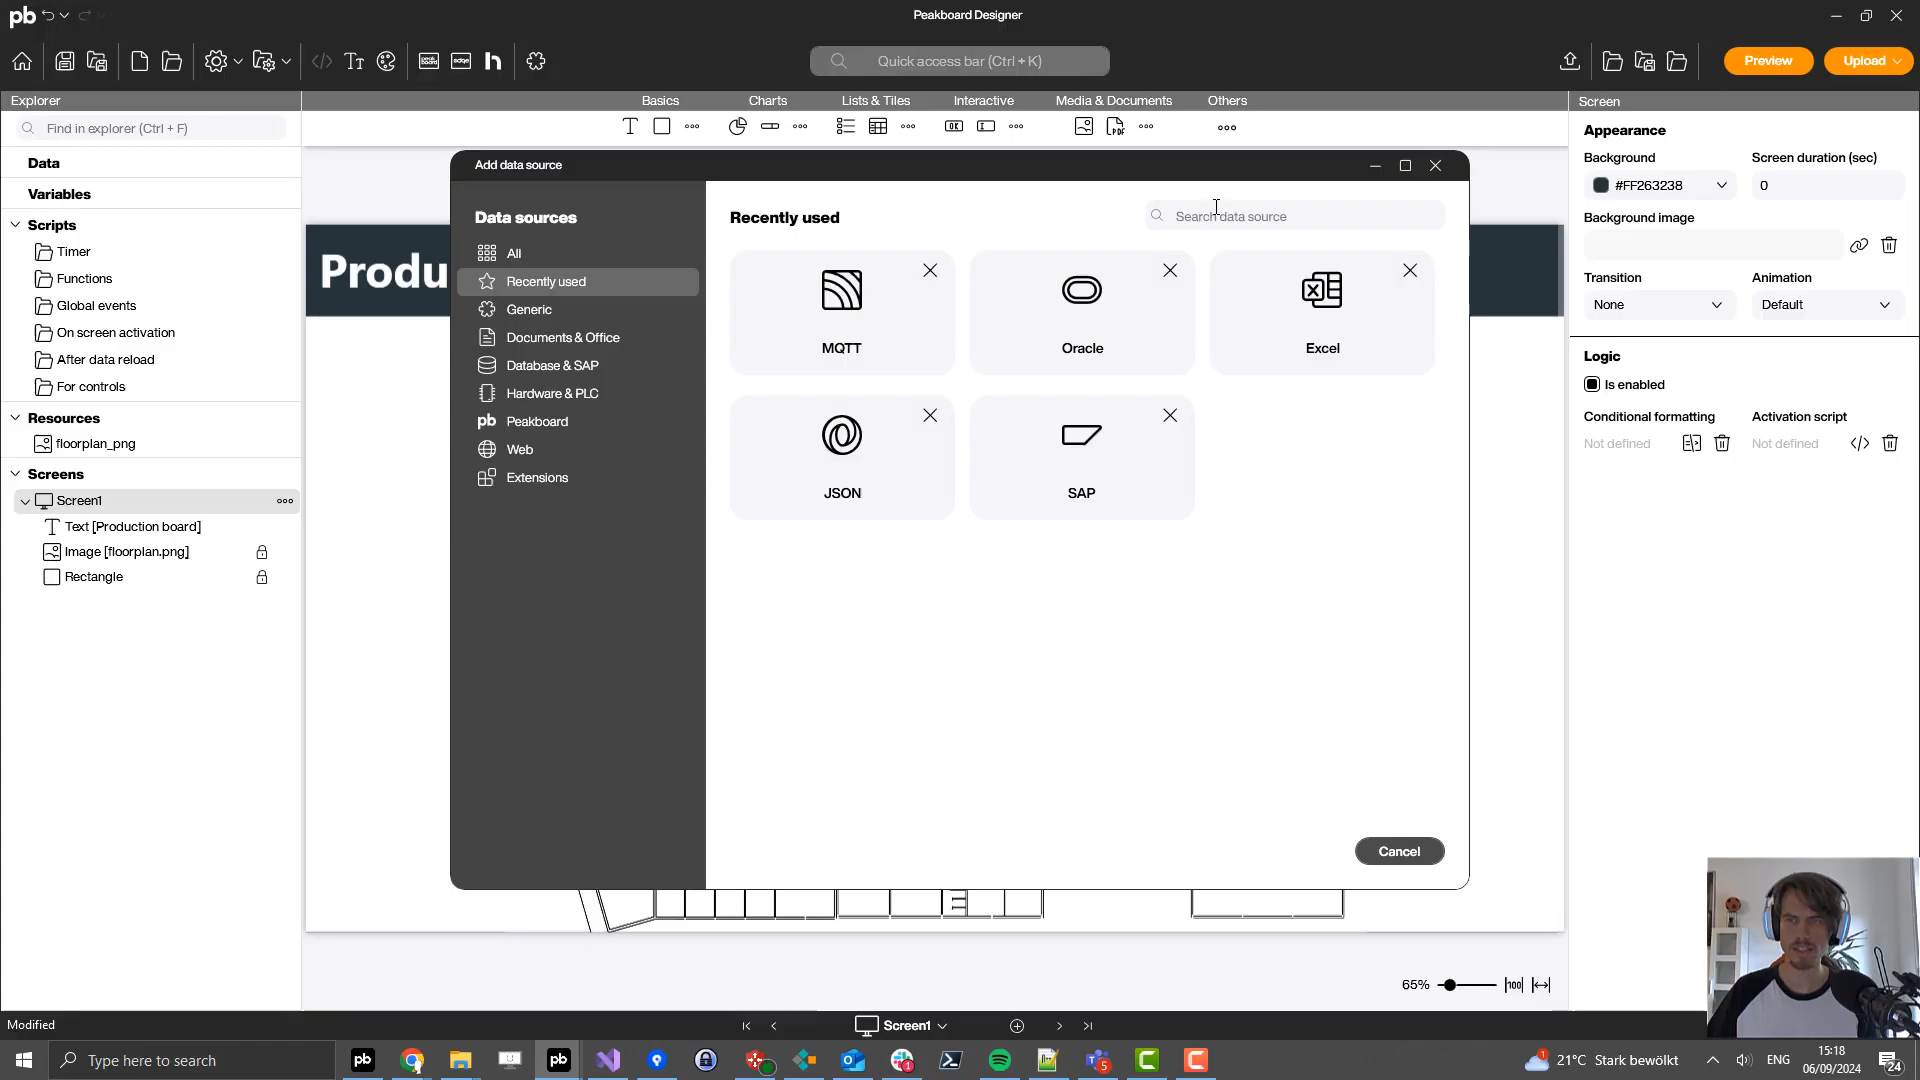 pb
Peakboard Designer
Quick access bar (Ctrl + K)
Preview
Upload
Explorer
Find in explorer (Ctrl + F)
Data
Variables
Scripts
Timer
Functions
Global events
On screen activation
After data reload
For controls
Resources
floorplan_png
Screens
Screen1
Text [Production board]
Image [floorplan.png]
Rectangle
Basics
Charts
Lists & Tiles
Interactive
Media & Documents
Others
Produ
Add data source
Data sources
All
Recently used
Generic
Documents & Office
Database & SAP
Hardware & PLC
pb Peakboard
Web
Extensions
Recently used
Search data source
MQTT
Oracle
Excel
JSON
SAP
Cancel
65%
100
Screen
Appearance
Background
Screen duration (sec)
#FF263238
0
Background image
Transition
Animation
None
Default
Logic
Is enabled
Conditional formatting
Activation script
Not defined
Not defined
Modified
Screen1
Type here to search
21°C Stark bewölkt
ENG
15:18
06/09/2024
24